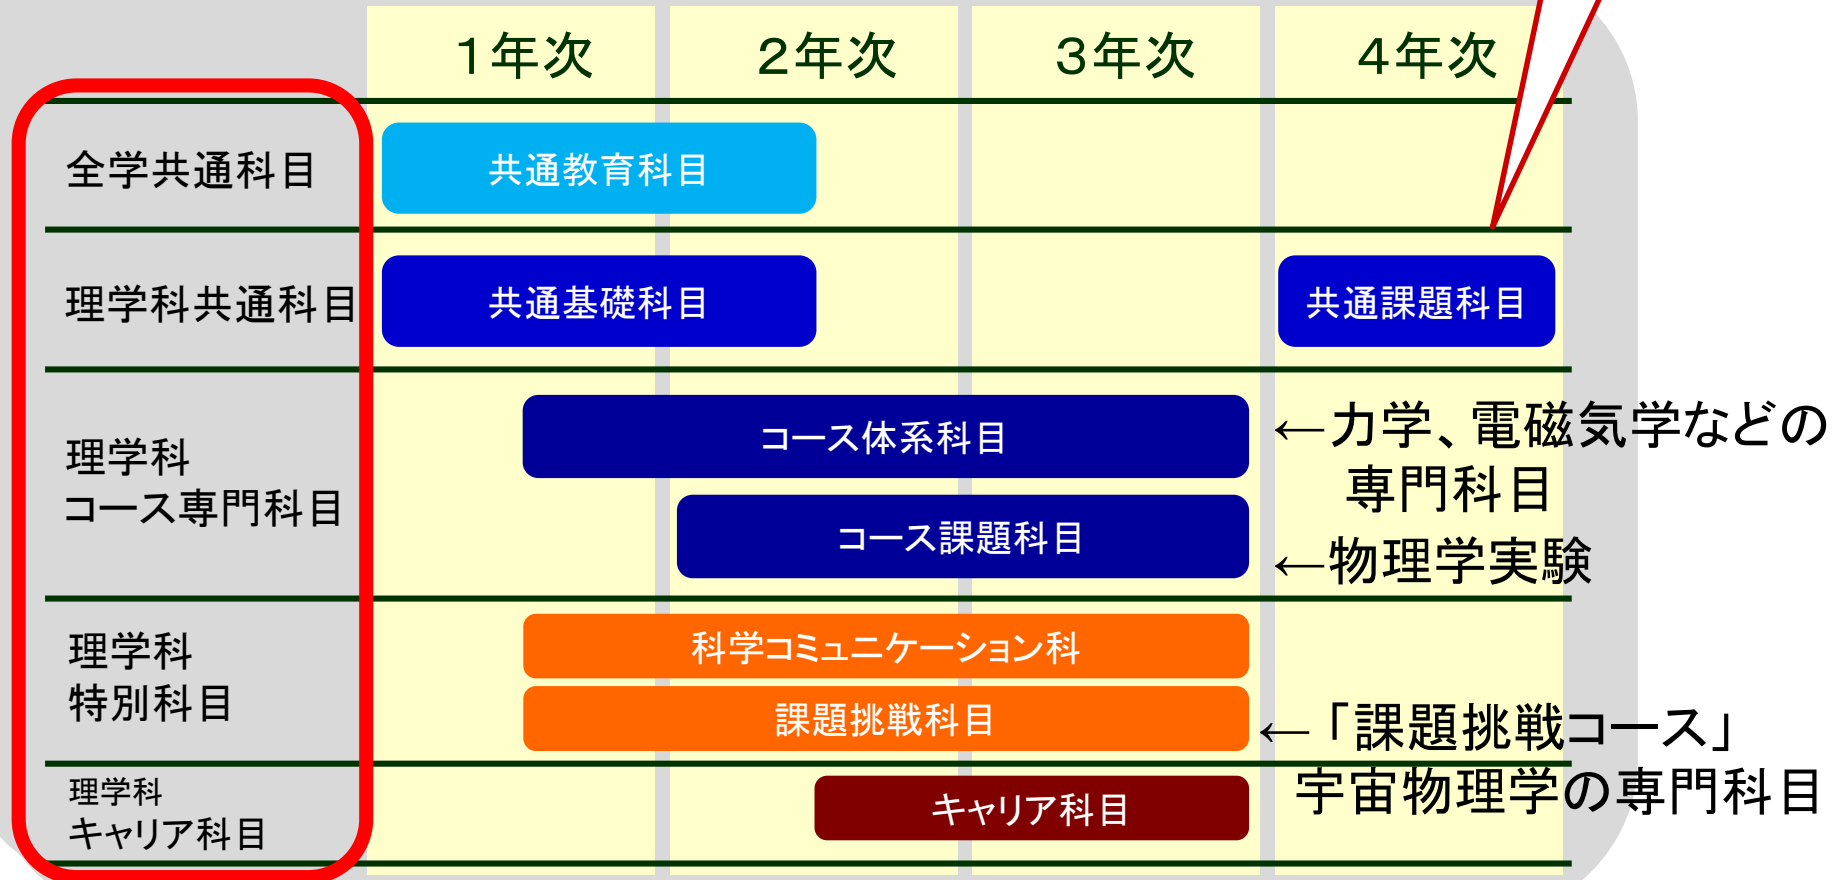 １年次
２年次
３年次
４年次
全学共通科目
共通教育科目
理学科共通科目
共通基礎科目
共通課題科目
理学科
コース専門科目
コース体系科目
←力学、電磁気学などの
専門科目
コース課題科目
←物理学実験
理学科
特別科目
科学コミュニケーション科
課題挑戦科目
←「課題挑戦コース」
宇宙物理学の専門科目
理学科
キャリア科目
キャリア科目